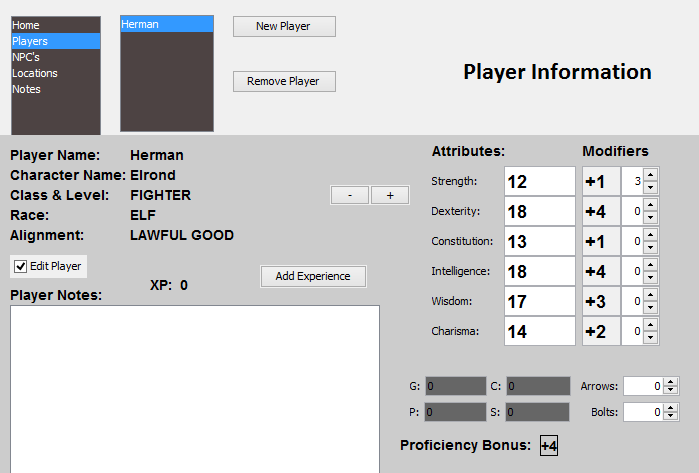 Home
Players
NPC's
Locations
Notes
Herman
New Player
Remove Player
Player Information
Player Name: Herman
Character Name: Elrond
Class & Level: FIGHTER
- +
Race: ELF
Alignment: LAWFUL GOOD
Edit Player
XP: 0
Add Experience
Player Notes:
Attributes: Modifiers
Strength: 12 +1 3
Dexterity: 18 +4 0
Constitution: 13 +1 0
Intelligence: 18 +4 0
Wisdom: 17 +3 0
Charisma: 14 +2 0
G: 0 C: 0 Arrows: 0
P: 0 S: 0 Bolts: 0
Proficiency Bonus: +4